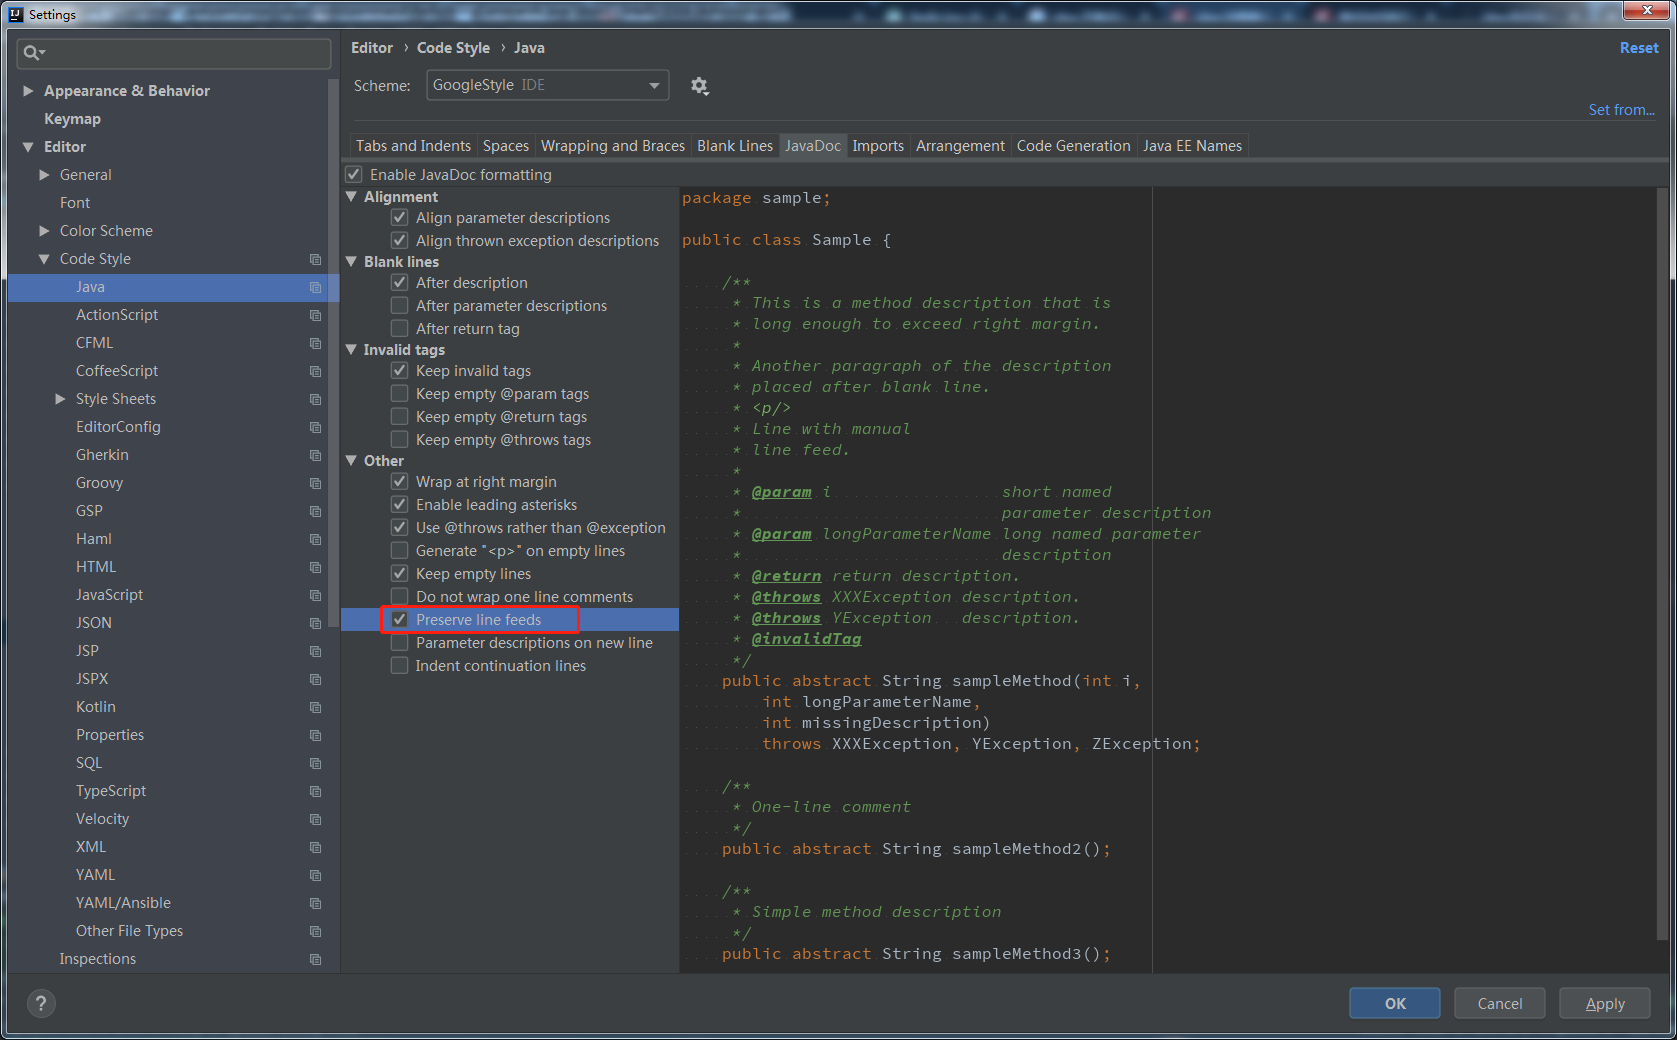 Settings
Editor › Code Style › Java
Reset
Scheme: GoogleStyle IDE
Set from...
Appearance & Behavior
Keymap
Editor
General
Font
Color Scheme
Code Style
Java
ActionScript
CFML
CoffeeScript
Style Sheets
EditorConfig
Gherkin
Groovy
GSP
Haml
HTML
JavaScript
JSON
JSP
JSPX
Kotlin
Properties
SQL
TypeScript
Velocity
XML
YAML
YAML/Ansible
Other File Types
Inspections
Tabs and Indents Spaces Wrapping and Braces Blank Lines JavaDoc Imports Arrangement Code Generation Java EE Names
Enable JavaDoc formatting
Alignment
Align parameter descriptions
Align thrown exception descriptions
Blank lines
After description
After parameter descriptions
After return tag
Invalid tags
Keep invalid tags
Keep empty @param tags
Keep empty @return tags
Keep empty @throws tags
Other
Wrap at right margin
Enable leading asterisks
Use @throws rather than @exception
Generate "<p>" on empty lines
Keep empty lines
Do not wrap one line comments
Preserve line feeds
Parameter descriptions on new line
Indent continuation lines
package sample;
public class Sample {
/**
* This is a method description that is
* long enough to exceed right margin.
*
* Another paragraph of the description
* placed after blank line.
* <p/>
* Line with manual
* line feed.
*
* @param i short named
* parameter description
* @param longParameterName long named parameter
* description
* @return return description.
* @throws XXXException description.
* @throws YException description.
* @invalidTag
*/
public abstract String sampleMethod(int i,
int longParameterName,
int missingDescription)
throws XXXException, YException, ZException;
/**
* One-line comment
*/
public abstract String sampleMethod2();
/**
* Simple method description
*/
public abstract String sampleMethod3();
?
OK Cancel Apply